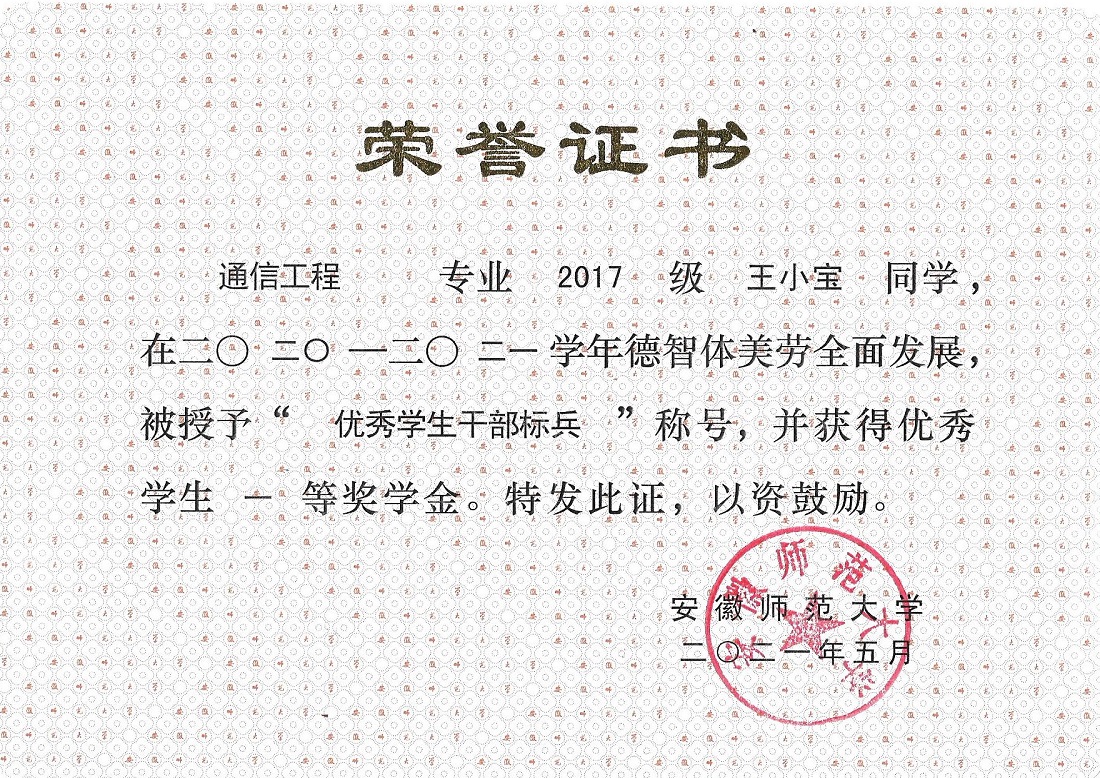 荣誉证书
通信工程 专业 2017 级 王小宝 同学，
在二〇 二〇 一二〇 二一 学年德智体美劳全面发展，
被授予“ 优秀学生干部标兵 ”称号，并获得优秀
学生 一 等奖学金。特发此证，以资鼓励。
安徽师范大学
二〇二一年五月
安徽师范大学